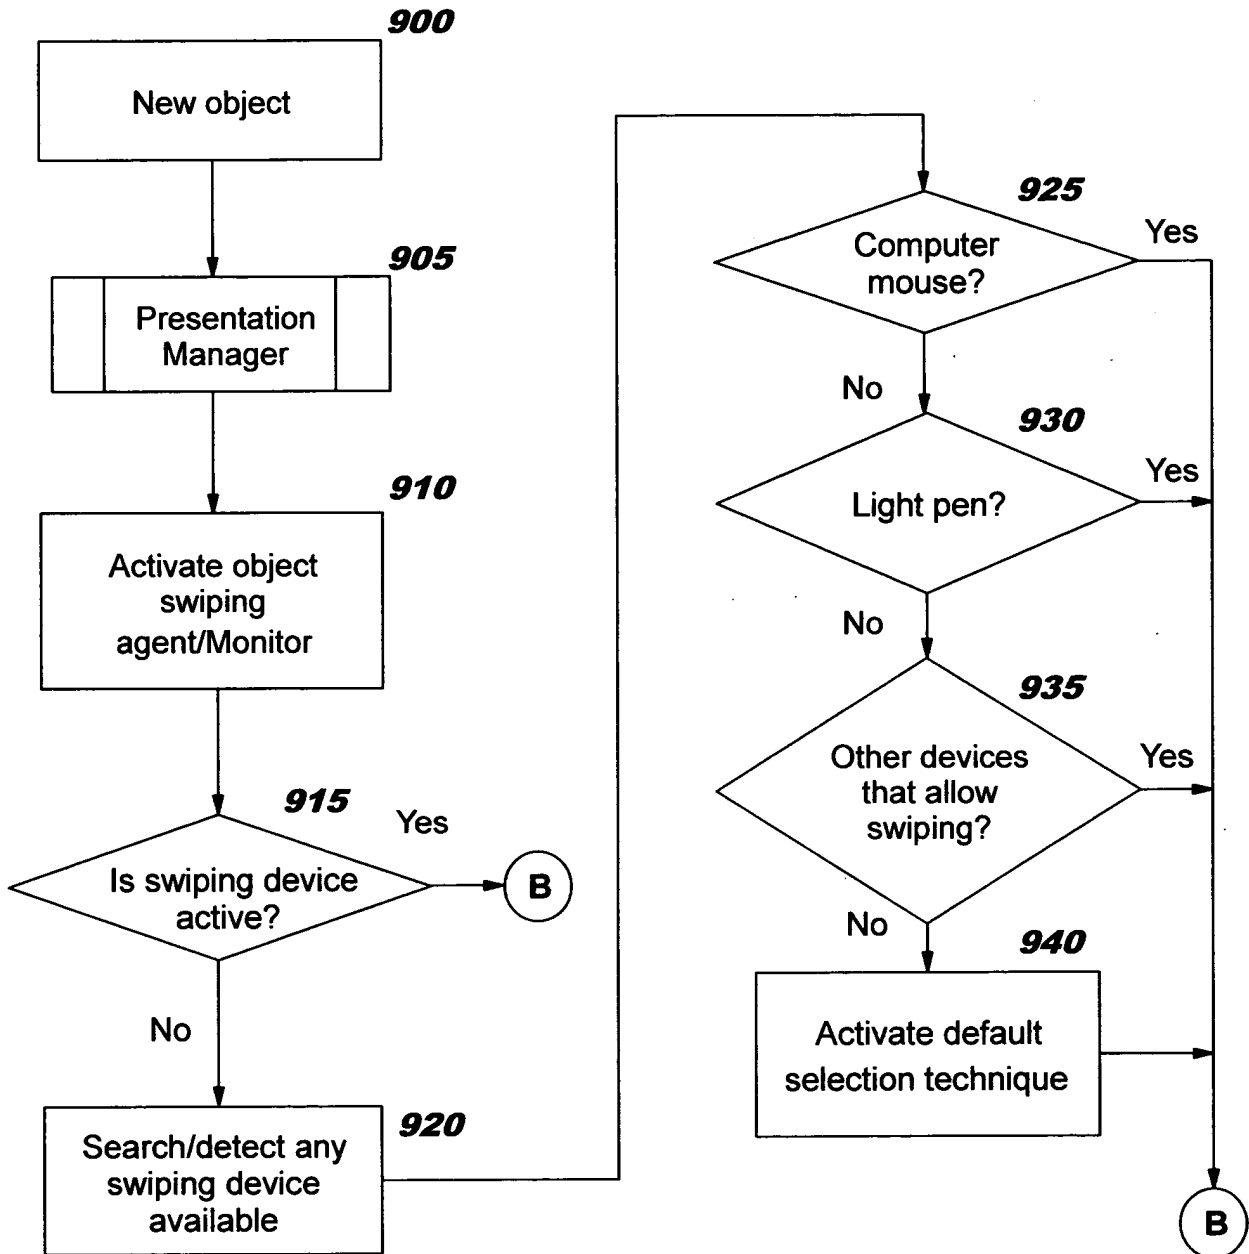 900
New object
905
Presentation
Manager
910
Activate object
swiping
agent/Monitor
915
Yes
Is swiping device
active?
B
No
920
Search/detect any
swiping device
available
925
Computer
mouse?
Yes
No
930
Light pen?
Yes
No
935
Other devices
that allow
swiping?
Yes
No
940
Activate default
selection technique
B